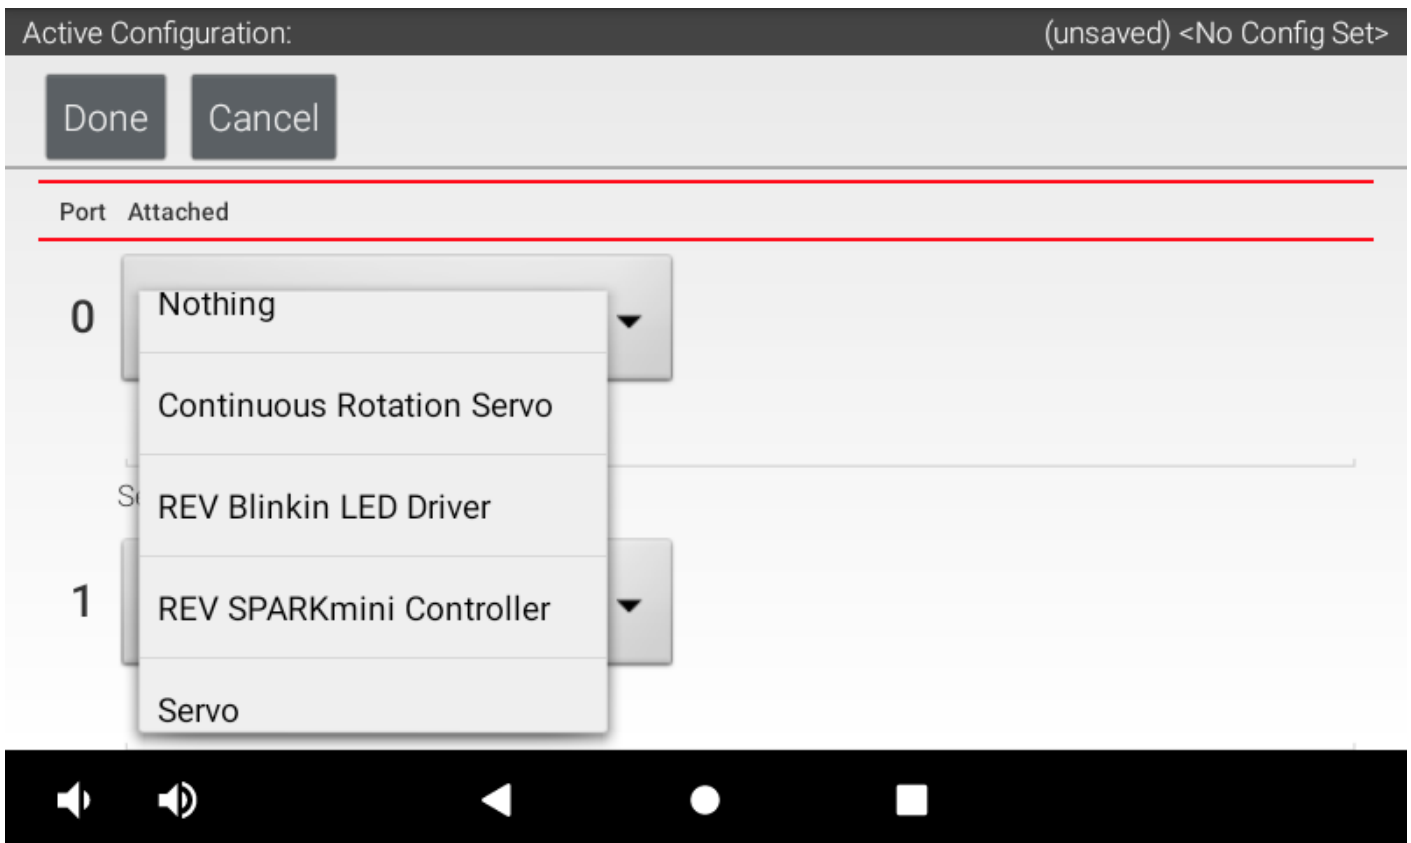 Active Configuration: (unsaved) <No Config Set>
Done Cancel
Port Attached
0
Nothing
Continuous Rotation Servo
REV Blinkin LED Driver
1
REV SPARKmini Controller
Servo